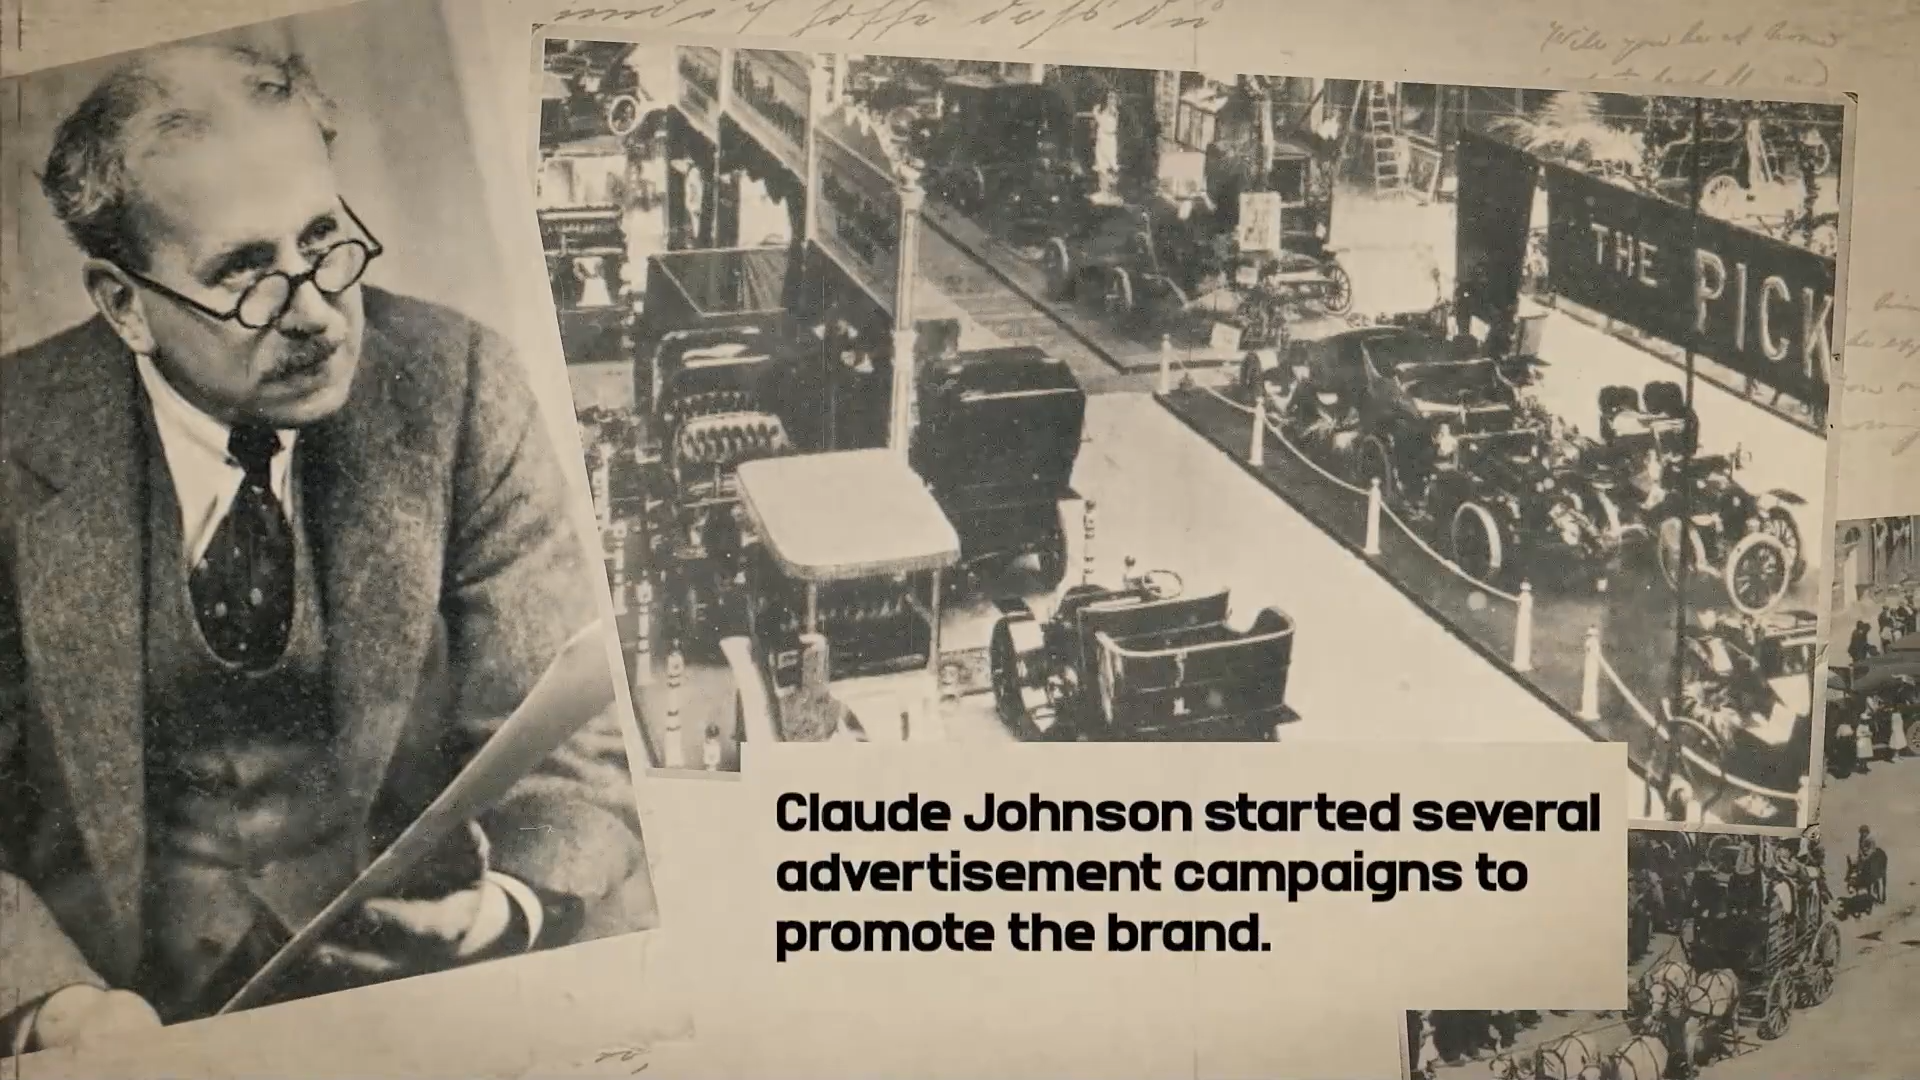 THE PICK
Claude Johnson started several
advertisement campaigns to
promote the brand.